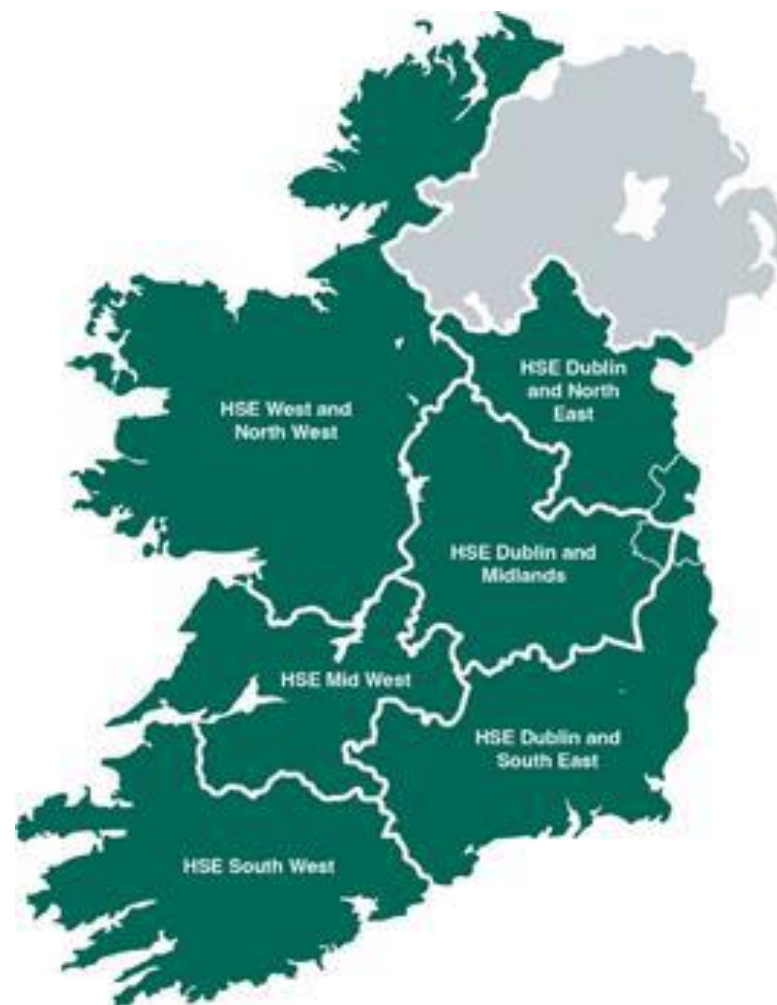 HSE Dublin
and North
East
HSE West and
North West
HSE Dublin and
Midlands
HSE Mid West
HSE Dublin and
South East
HSE South West